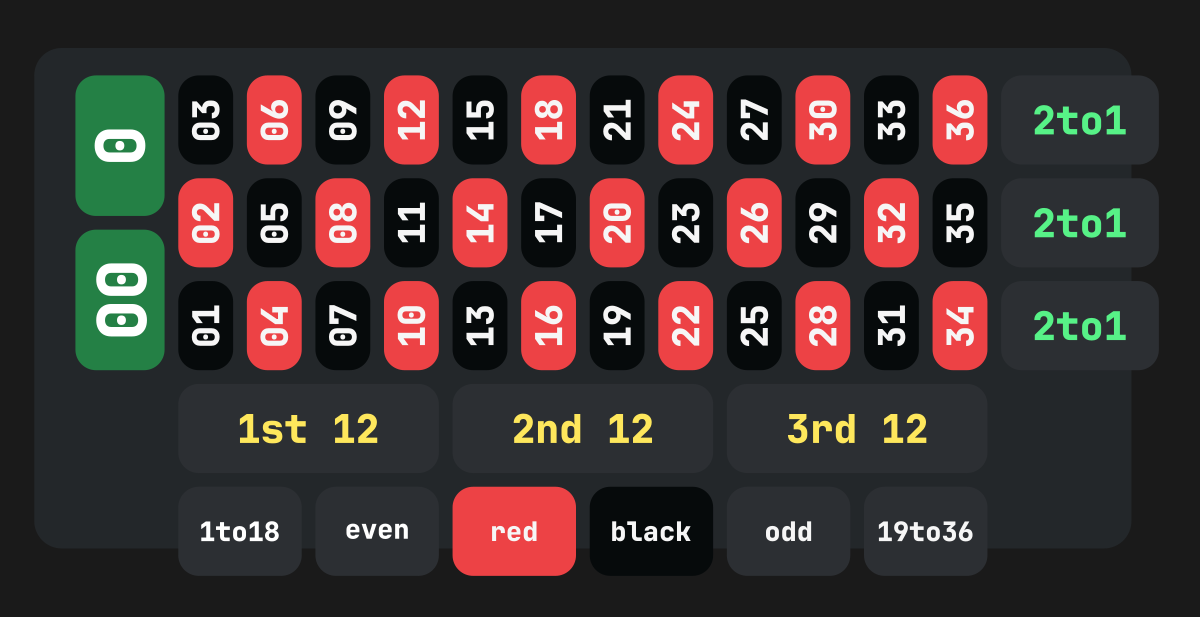 0
03 06 09 12 15 18 21 24 27 30 33 36 2to1
02 05 08 11 14 17 20 23 26 29 32 35 2to1
00
01 04 07 10 13 16 19 22 25 28 31 34 2to1
1st 12 2nd 12 3rd 12
1to18 even red black odd 19to36